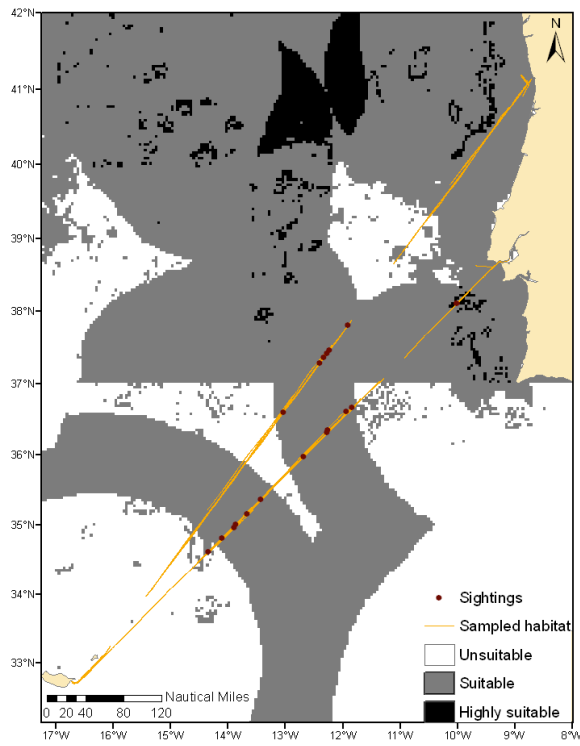 42°N
41°N
40°N
39°N
38°N
37°N
36°N
35°N
34°N
33°N
N
Sightings
Sampled habitat
Unsuitable
Suitable
Highly suitable
Nautical Miles
0 20 40 80 120
17°W 16°W 15°W 14°W 13°W 12°W 11°W 10°W 9°W 8°W